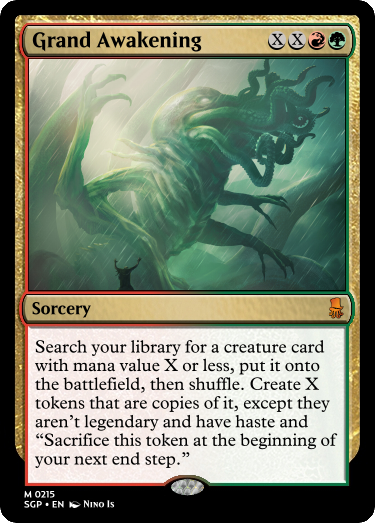 Grand Awakening X X
Sorcery
Search your library for a creature card
with mana value X or less, put it onto
the battlefield, then shuffle. Create X
tokens that are copies of it, except they
aren't legendary and have haste and
“Sacrifice this token at the beginning of
your next end step.”
M 0215
SGP • EN Nino Is